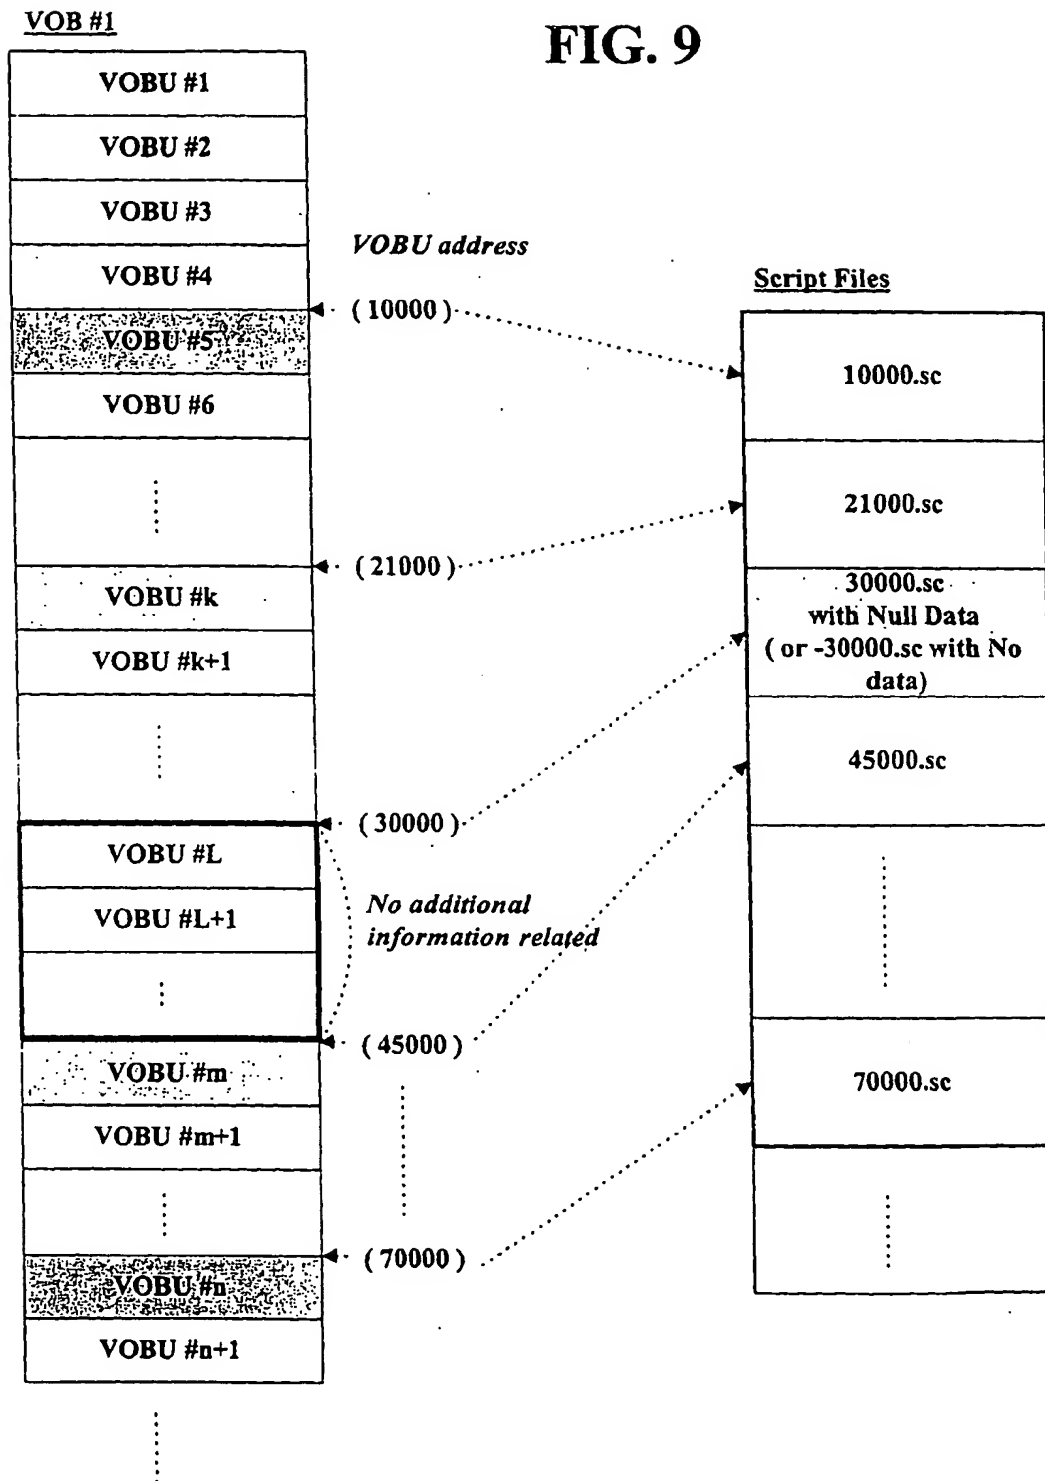 VOB #1
FIG. 9
VOBU #1
VOBU #2
VOBU #3
VOBU #4
VOBU #5
VOBU #6
VOBU #k
VOBU #k+1
VOBU #L
VOBU #L+1
VOBU #m
VOBU #m+1
VOBU #n
VOBU #n+1
VOBU address
( 10000 )
( 21000 )
( 30000 )
No additional
information related
( 45000 )
( 70000 )
Script Files
10000.sc
21000.sc
30000.sc
with Null Data
( or -30000.sc with No
data)
45000.sc
70000.sc